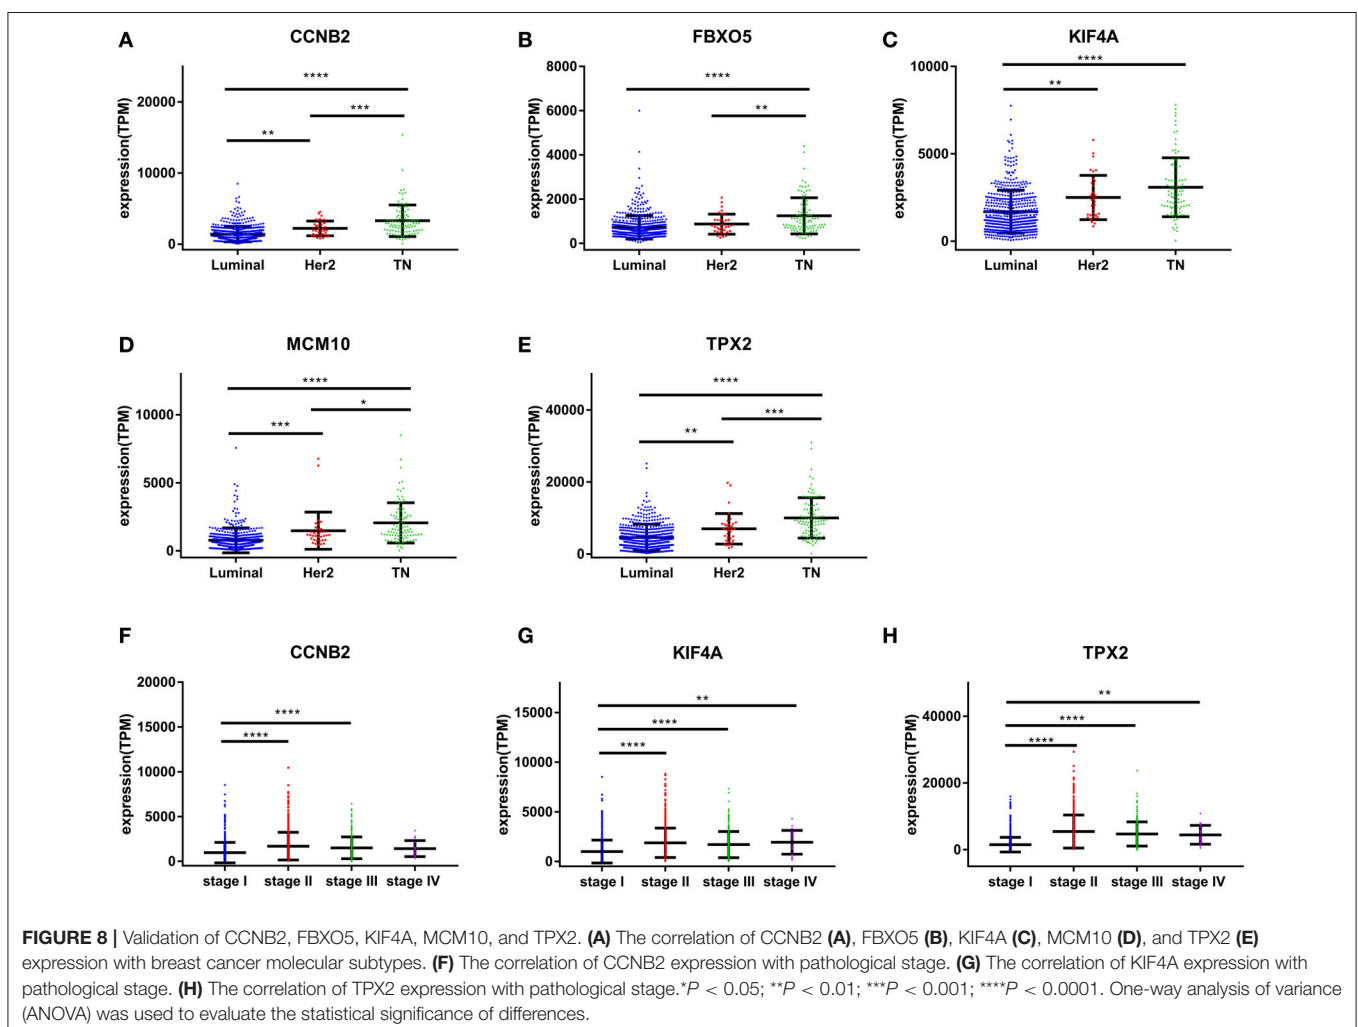 A
CCNB2
expression(TPM)
20000
10000
0
****
***
**
Luminal Her2 TN
B
FBXO5
expression(TPM)
8000
6000
4000
2000
0
****
**
Luminal Her2 TN
C
KIF4A
expression(TPM)
10000
5000
0
****
**
Luminal Her2 TN
D
MCM10
expression(TPM)
10000
5000
0
****
*
***
Luminal Her2 TN
E
TPX2
expression(TPM)
40000
20000
0
****
***
**
Luminal Her2 TN
F
CCNB2
expression(TPM)
20000
15000
10000
5000
0
****
****
stage I stage II stage III stage IV
G
KIF4A
expression(TPM)
15000
10000
5000
0
**
****
****
stage I stage II stage III stage IV
H
TPX2
expression(TPM)
40000
20000
0
**
****
****
stage I stage II stage III stage IV
FIGURE 8 | Validation of CCNB2, FBXO5, KIF4A, MCM10, and TPX2. (A) The correlation of CCNB2 (A), FBXO5 (B), KIF4A (C), MCM10 (D), and TPX2 (E)
expression with breast cancer molecular subtypes. (F) The correlation of CCNB2 expression with pathological stage. (G) The correlation of KIF4A expression with
pathological stage. (H) The correlation of TPX2 expression with pathological stage.*P < 0.05; **P < 0.01; ***P < 0.001; ****P < 0.0001. One-way analysis of variance
(ANOVA) was used to evaluate the statistical significance of differences.